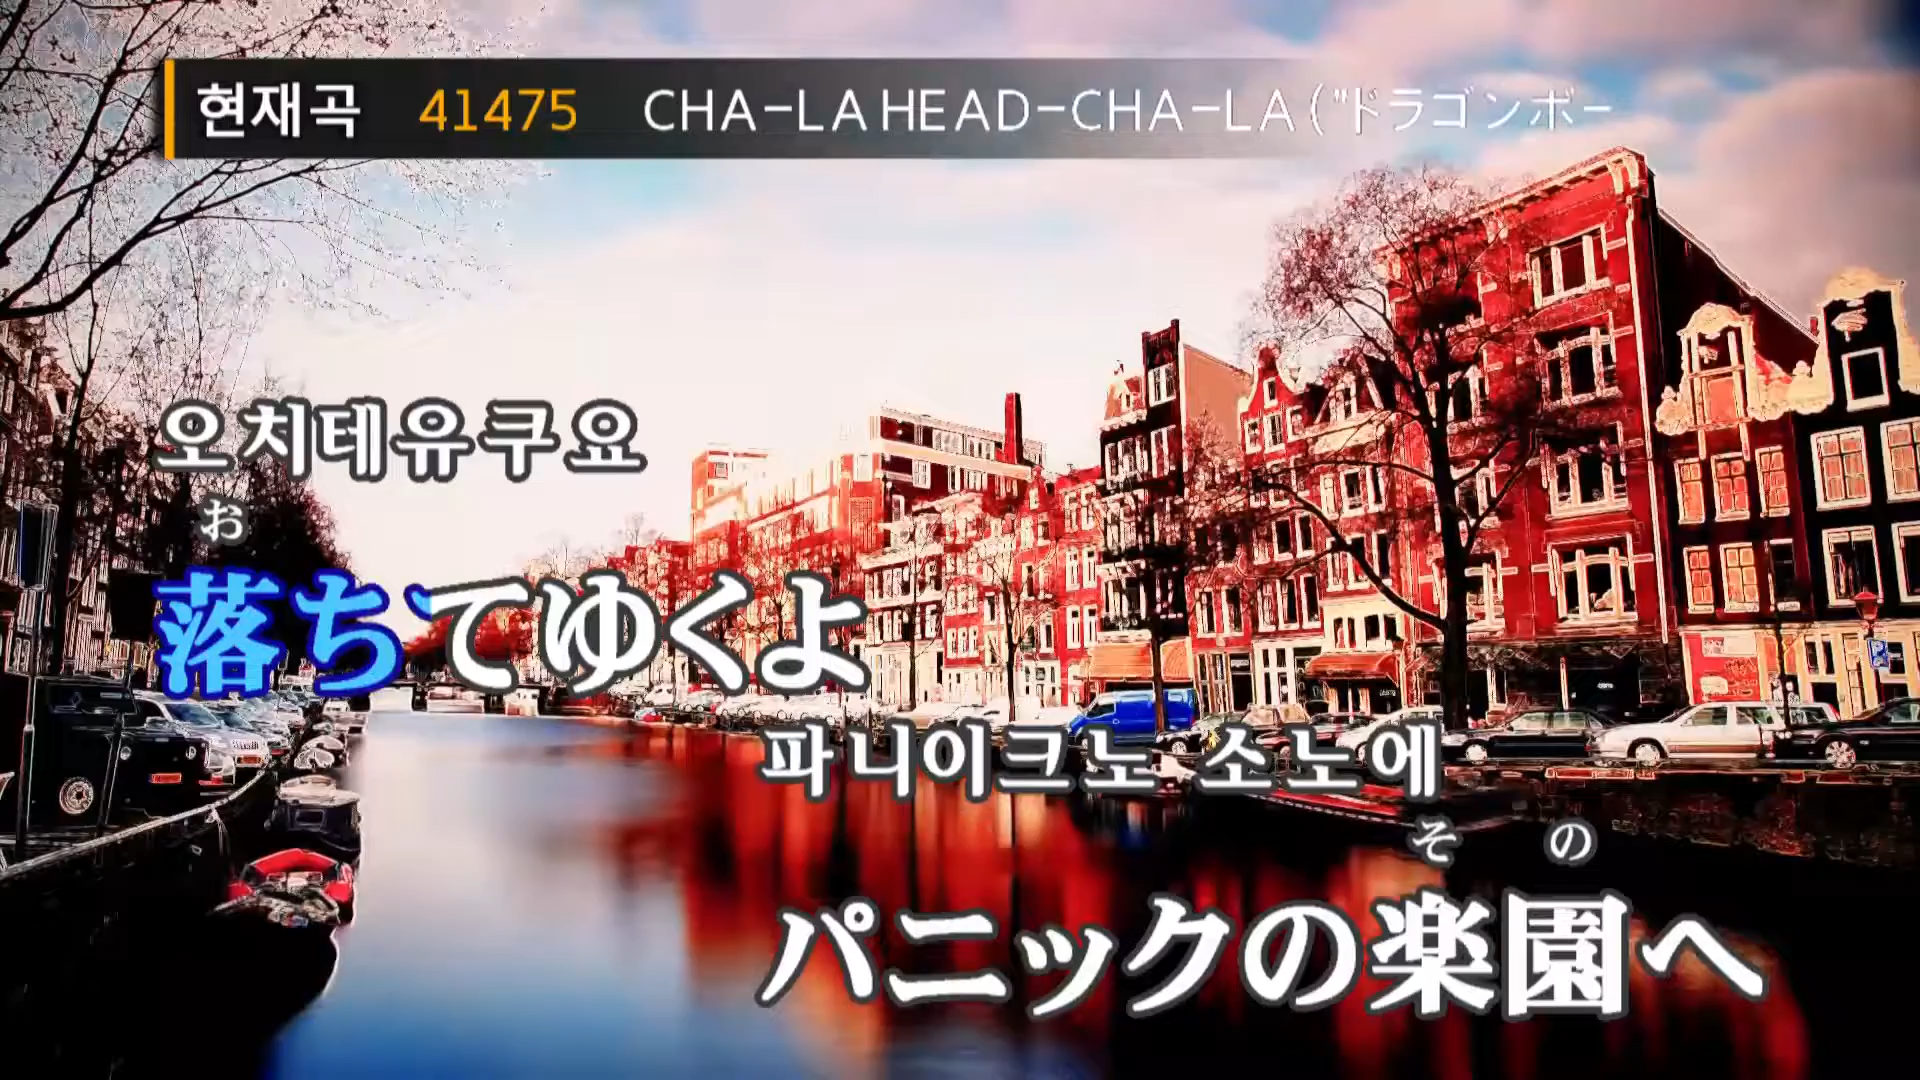 현재곡 41475 CHA-LA HEAD-CHA-LA ("ドラゴンボー
오치테유쿠요
お
落ちてゆくよ
파니이크노 소노에
そ の
パニックの楽園へ